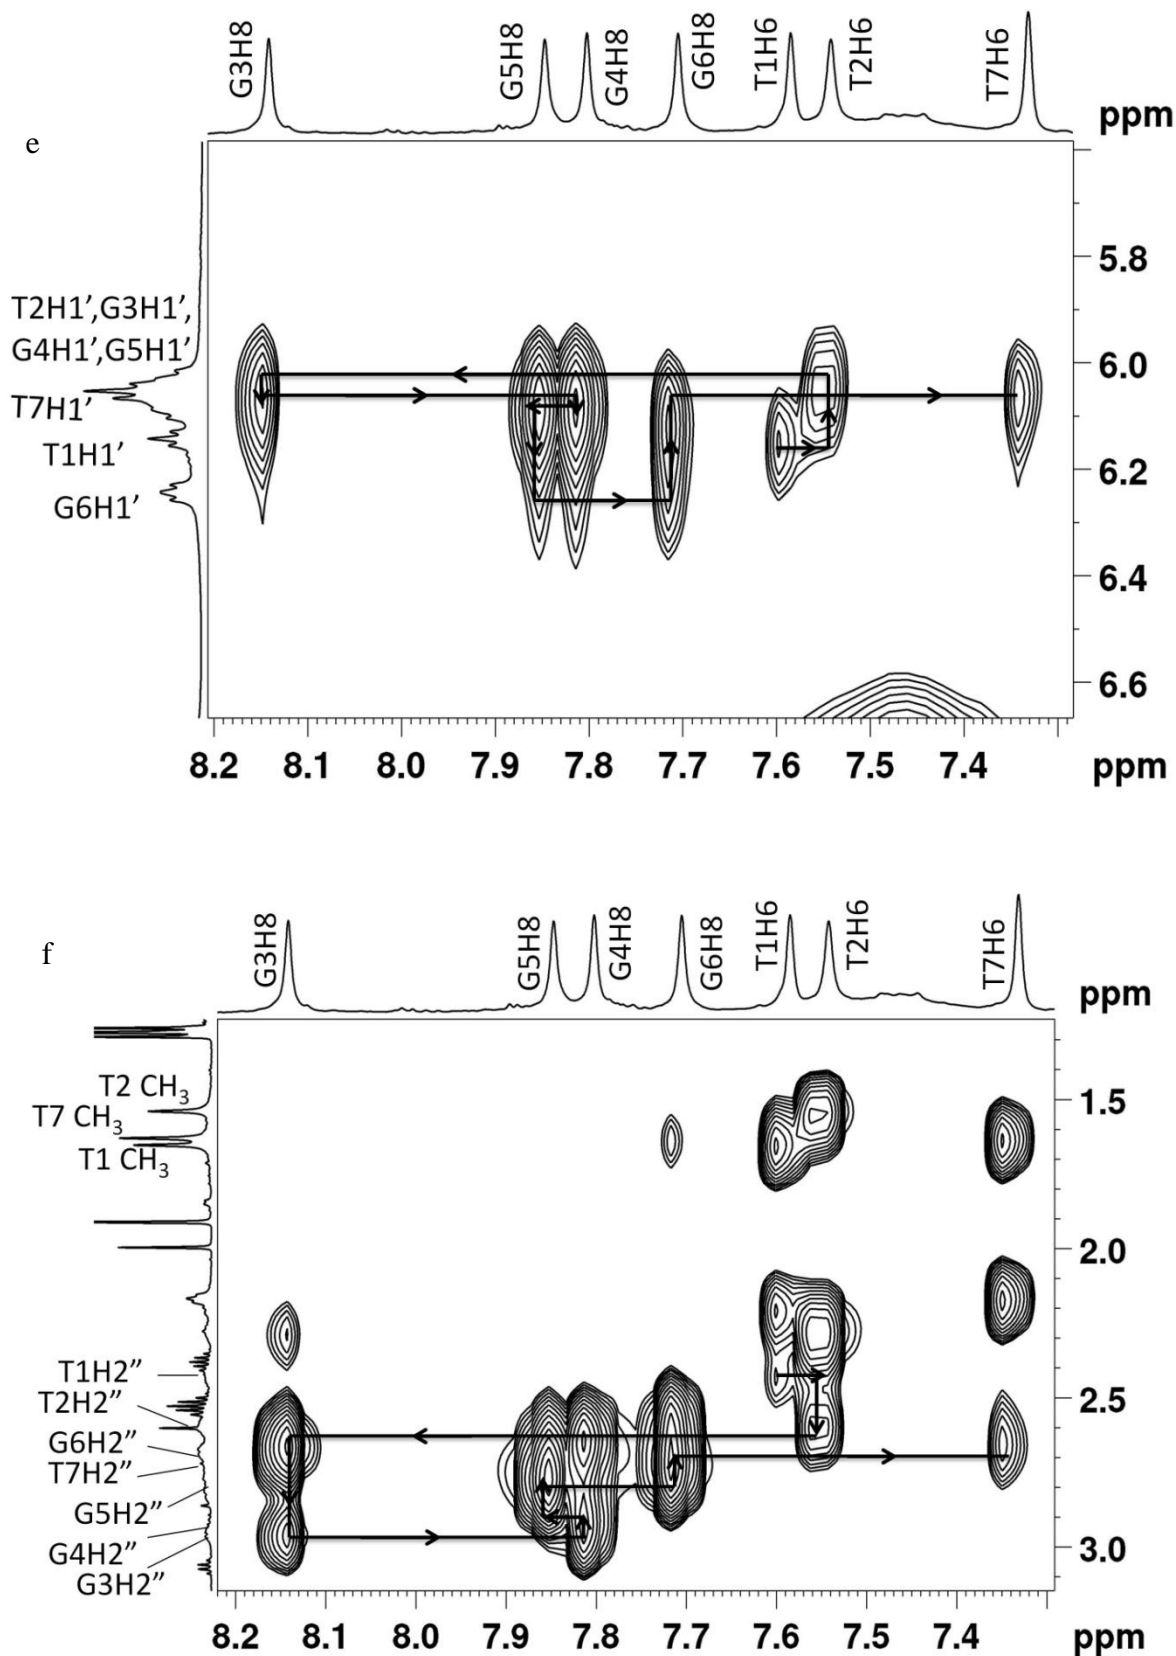 e
G3H8
G5H8
G4H8
G6H8
T1H6
T2H6
T7H6
ppm
T2H1’,G3H1’,
G4H1’,G5H1’
T7H1’
T1H1’
G6H1’
5.8
6.0
6.2
6.4
6.6
8.2 8.1 8.0 7.9 7.8 7.7 7.6 7.5 7.4 ppm
f
G3H8
G5H8
G4H8
G6H8
T1H6
T2H6
T7H6
ppm
T2 CH₃
T7 CH₃
T1 CH₃
T1H2”
T2H2”
G6H2”
T7H2”
G5H2”
G4H2”
G3H2”
1.5
2.0
2.5
3.0
8.2 8.1 8.0 7.9 7.8 7.7 7.6 7.5 7.4 ppm